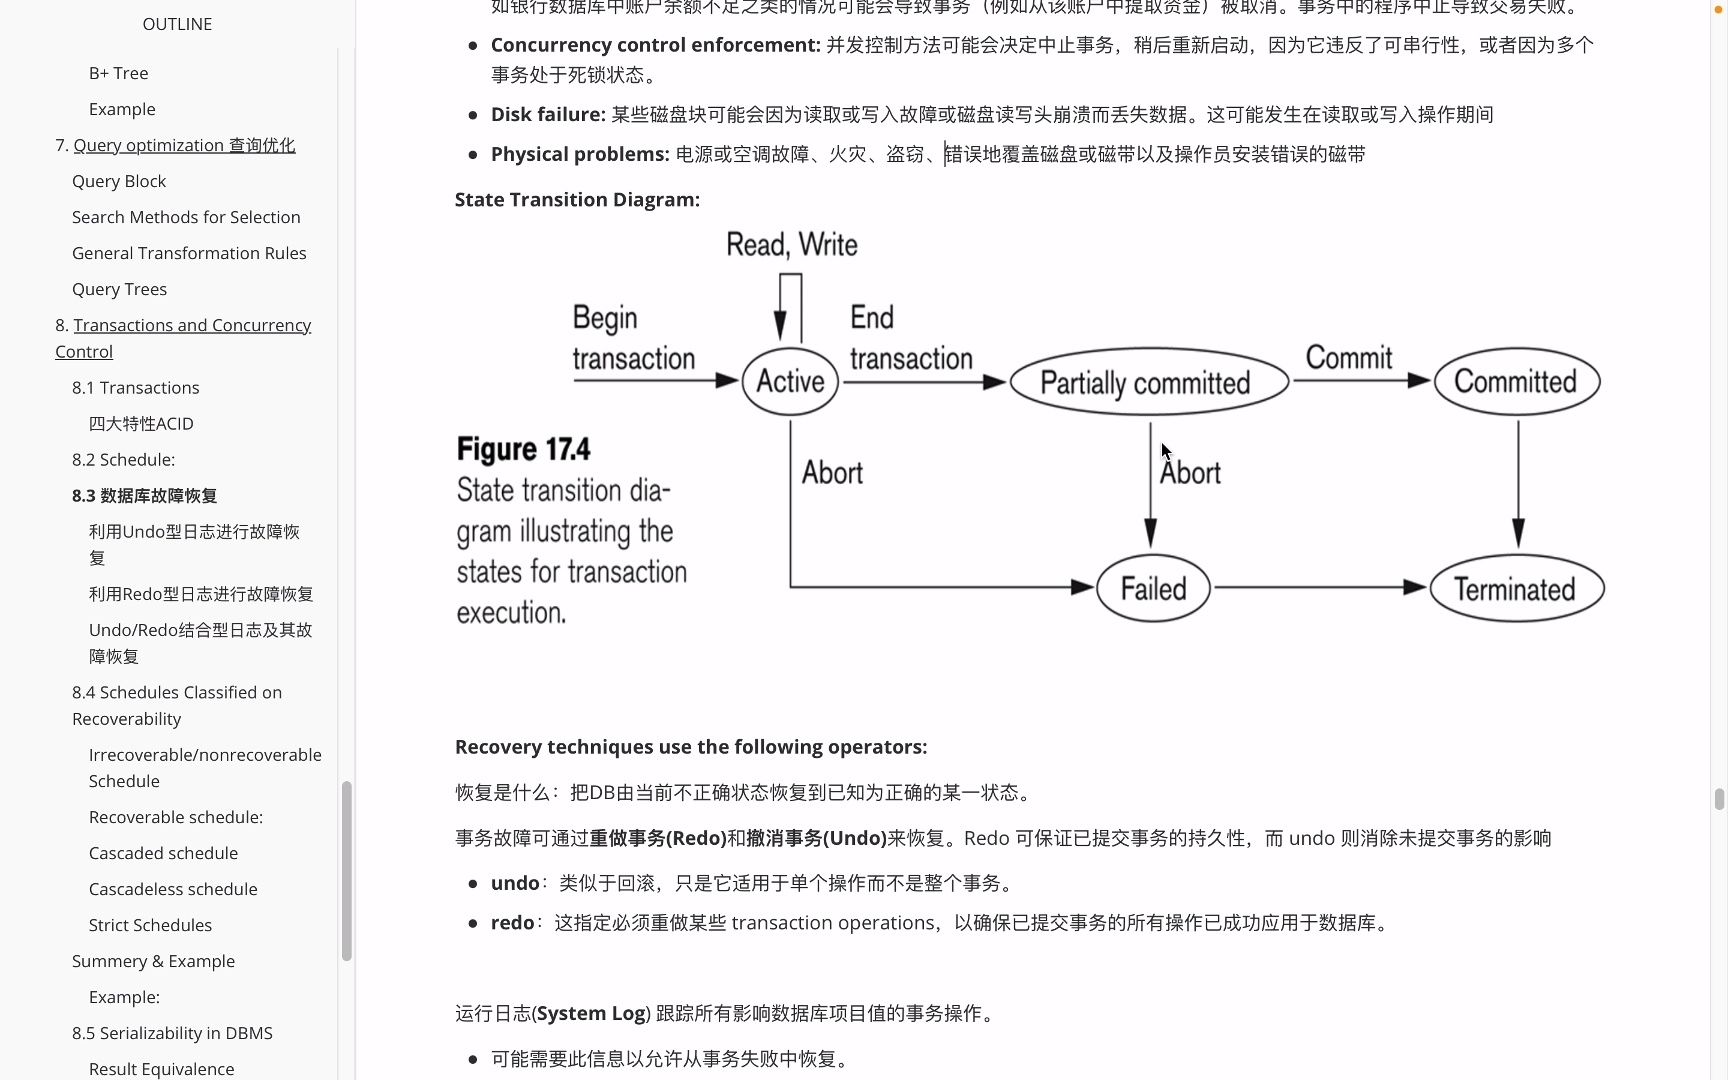 OUTLINE
B+ Tree
Example
7. Query optimization 查询优化
Query Block
Search Methods for Selection
General Transformation Rules
Query Trees
8. Transactions and Concurrency
Control
8.1 Transactions
四大特性ACID
8.2 Schedule:
8.3 数据库故障恢复
利用Undo型日志进行故障恢
复
利用Redo型日志进行故障恢复
Undo/Redo结合型日志及其故
障恢复
8.4 Schedules Classified on
Recoverability
Irrecoverable/nonrecoverable
Schedule
Recoverable schedule:
Cascaded schedule
Cascadeless schedule
Strict Schedules
Summery & Example
Example:
8.5 Serializability in DBMS
Result Equivalence
如银行数据库中账户余额不足之类的情况可能会导致事务（例如从该账户中提取资金）被取消。事务中的程序中止导致交易失败。
• Concurrency control enforcement: 并发控制方法可能会决定中止事务，稍后重新启动，因为它违反了可串行性，或者因为多个
事务处于死锁状态。
• Disk failure: 某些磁盘块可能会因为读取或写入故障或磁盘读写头崩溃而丢失数据。这可能发生在读取或写入操作期间
• Physical problems: 电源或空调故障、火灾、盗窃、错误地覆盖磁盘或磁带以及操作员安装错误的磁带
State Transition Diagram:
Read, Write
Begin
transaction
End
transaction
Commit
Active
Partially committed
Committed
Abort
Abort
Failed
Terminated
Figure 17.4
State transition dia-
gram illustrating the
states for transaction
execution.
Recovery techniques use the following operators:
恢复是什么：把DB由当前不正确状态恢复到已知为正确的某一状态。
事务故障可通过重做事务(Redo)和撤消事务(Undo)来恢复。Redo 可保证已提交事务的持久性，而 undo 则消除未提交事务的影响
• undo：类似于回滚，只是它适用于单个操作而不是整个事务。
• redo：这指定必须重做某些 transaction operations，以确保已提交事务的所有操作已成功应用于数据库。
运行日志(System Log) 跟踪所有影响数据库项目值的事务操作。
• 可能需要此信息以允许从事务失败中恢复。